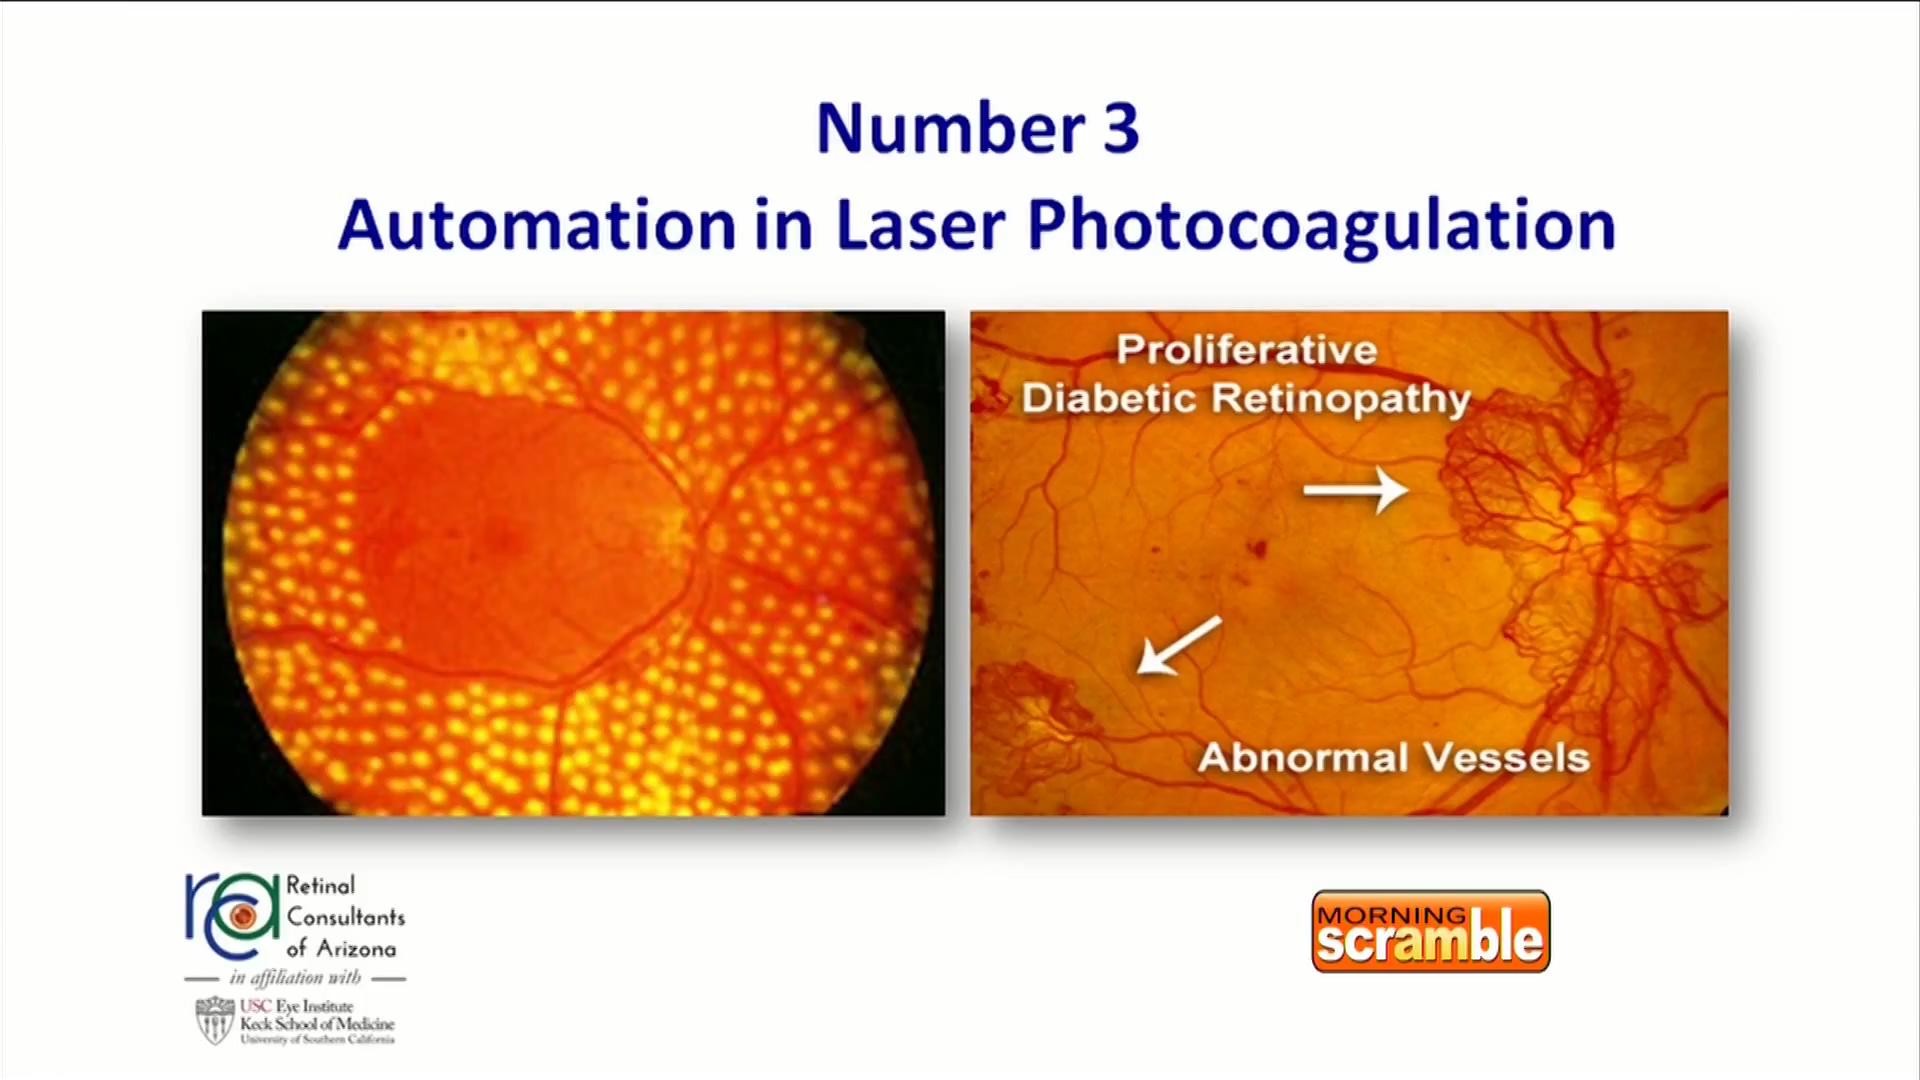 Number 3
Automation in Laser Photocoagulation
Proliferative
Diabetic Retinopathy
Abnormal Vessels
rca
Retinal
Consultants
of Arizona
in affiliation with
USC Eye Institute
Keck School of Medicine
University of Southern California
MORNING
scramble